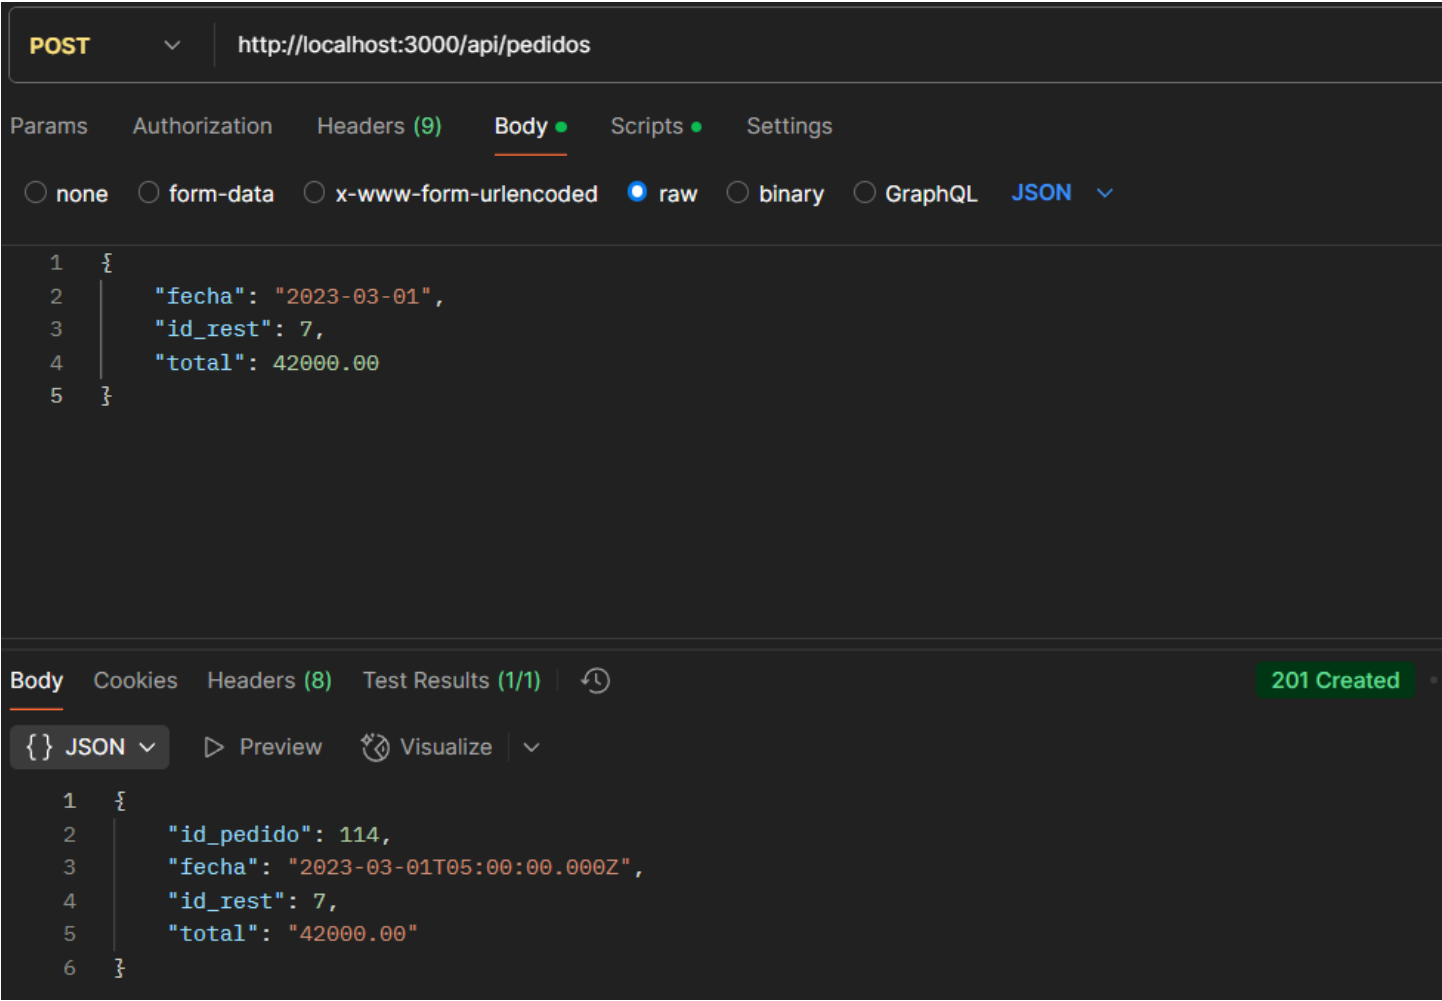 POST http://localhost:3000/api/pedidos
Params Authorization Headers (9) Body Scripts Settings
none form-data x-www-form-urlencoded raw binary GraphQL JSON
1 {
2 "fecha": "2023-03-01",
3 "id_rest": 7,
4 "total": 42000.00
5 }
Body Cookies Headers (8) Test Results (1/1) 201 Created
{} JSON Preview Visualize
1 {
2 "id_pedido": 114,
3 "fecha": "2023-03-01T05:00:00.000Z",
4 "id_rest": 7,
5 "total": "42000.00"
6 }